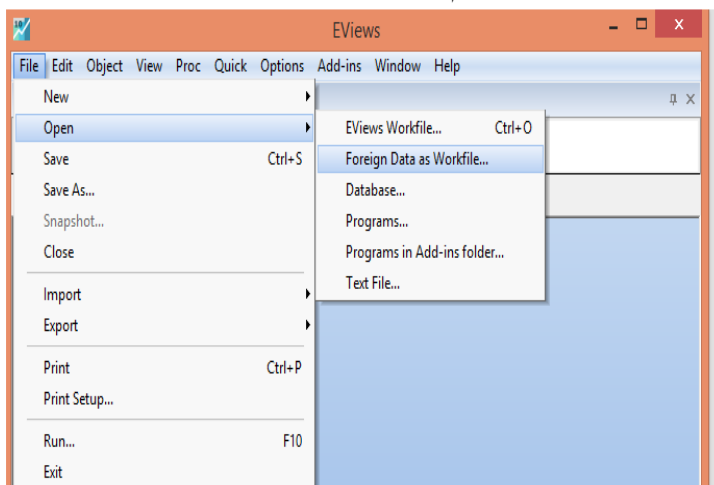 EViews
File Edit Object View Proc Quick Options Add-ins Window Help
New
Open
Save Ctrl+S
Save As...
Snapshot...
Close
Import
Export
Print Ctrl+P
Print Setup...
Run... F10
Exit
EViews Workfile... Ctrl+O
Foreign Data as Workfile...
Database...
Programs...
Programs in Add-ins folder...
Text File...